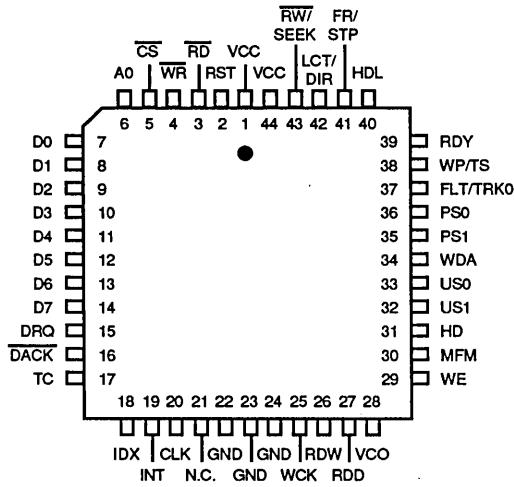 RW/ FR/
CS RD VCC SEEK LCT/ STP
A0 WR RST VCC DIR HDL
6 5 4 3 2 1 44 43 42 41 40
D0 7 39 RDY
D1 8 38 WP/TS
D2 9 37 FLT/TRK0
D3 10 36 PS0
D4 11 35 PS1
D5 12 34 WDA
D6 13 33 US0
D7 14 32 US1
DRQ 15 31 HD
DACK 16 30 MFM
TC 17 29 WE
18 19 20 21 22 23 24 25 26 27 28
IDX CLK GND GND RDW VCO
INT N.C. GND WCK RDD